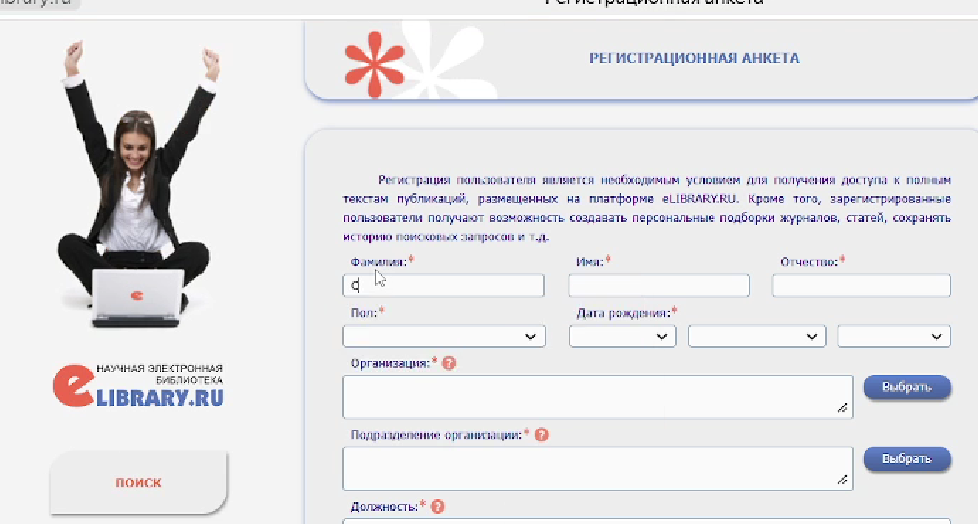 Регистрационная анкета
РЕГИСТРАЦИОННАЯ АНКЕТА
Регистрация пользователя является необходимым условием для получения доступа к полным
текстам публикаций, размещенных на платформе eLIBRARY.RU. Кроме того, зарегистрированные
пользователи получают возможность создавать персональные подборки журналов, статей, сохранять
историю поисковых запросов и т.д.
Фамилия:* Имя:* Отчество:*
С
Пол:* Дата рождения:*
Организация:* ?
Выбрать
Подразделение организации:* ?
Выбрать
Должность:* ?
НАУЧНАЯ ЭЛЕКТРОННАЯ
БИБЛИОТЕКА
eLIBRARY.RU
ПОИСК